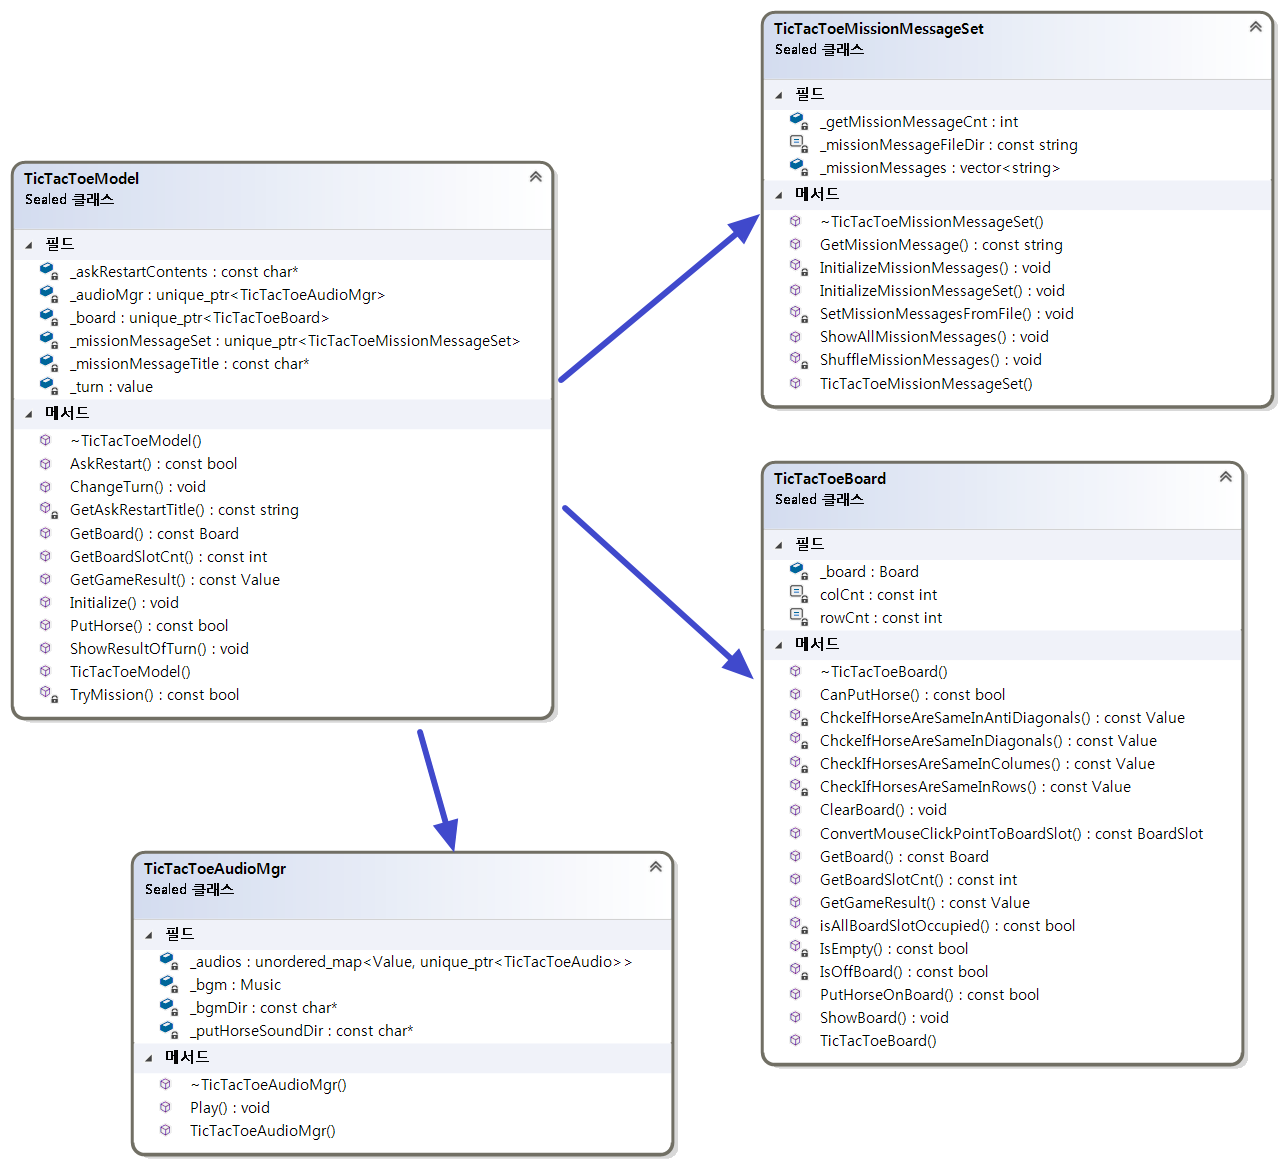 TicTacToeMissionMessageSet
Sealed 클래스
필드
_getMissionMessageCnt : int
_missionMessageFileDir : const string
_missionMessages : vector<string>
메서드
~TicTacToeMissionMessageSet()
GetMissionMessage() : const string
InitializeMissionMessages() : void
InitializeMissionMessageSet() : void
SetMissionMessagesFromFile() : void
ShowAllMissionMessages() : void
ShuffleMissionMessages() : void
TicTacToeMissionMessageSet()
TicTacToeModel
Sealed 클래스
필드
_askRestartContents : const char*
_audioMgr : unique_ptr<TicTacToeAudioMgr>
_board : unique_ptr<TicTacToeBoard>
_missionMessageSet : unique_ptr<TicTacToeMissionMessageSet>
_missionMessageTitle : const char*
_turn : value
메서드
~TicTacToeModel()
AskRestart() : const bool
ChangeTurn() : void
GetAskRestartTitle() : const string
GetBoard() : const Board
GetBoardSlotCnt() : const int
GetGameResult() : const Value
Initialize() : void
PutHorse() : const bool
ShowResultOfTurn() : void
TicTacToeModel()
TryMission() : const bool
TicTacToeBoard
Sealed 클래스
필드
_board : Board
colCnt : const int
rowCnt : const int
메서드
~TicTacToeBoard()
CanPutHorse() : const bool
ChckeIfHorseAreSameInAntiDiagonals() : const Value
ChckeIfHorseAreSameInDiagonals() : const Value
CheckIfHorsesAreSameInColumes() : const Value
CheckIfHorsesAreSameInRows() : const Value
ClearBoard() : void
ConvertMouseClickPointToBoardSlot() : const BoardSlot
GetBoard() : const Board
GetBoardSlotCnt() : const int
GetGameResult() : const Value
isAllBoardSlotOccupied() : const bool
IsEmpty() : const bool
IsOffBoard() : const bool
PutHorseOnBoard() : const bool
ShowBoard() : void
TicTacToeBoard()
TicTacToeAudioMgr
Sealed 클래스
필드
_audios : unordered_map<Value, unique_ptr<TicTacToeAudio>>
_bgm : Music
_bgmDir : const char*
_putHorseSoundDir : const char*
메서드
~TicTacToeAudioMgr()
Play() : void
TicTacToeAudioMgr()